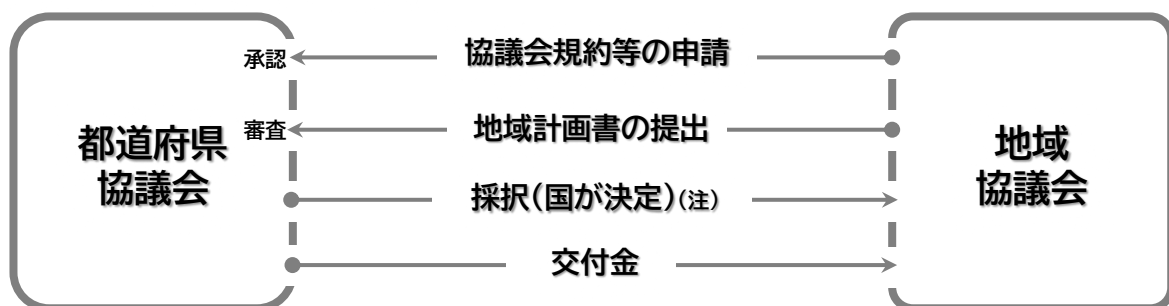 承認
協議会規約等の申請
審査
地域計画書の提出
都道府県
協議会
地域
協議会
採択(国が決定)(注)
交付金